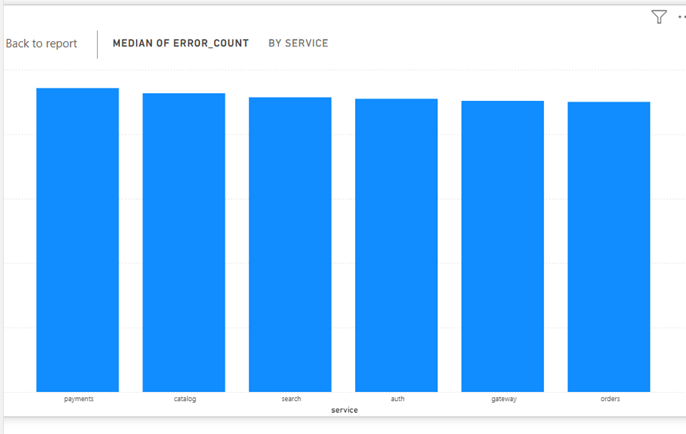 Back to report
MEDIAN OF ERROR_COUNT BY SERVICE
payments catalog search auth gateway orders
service